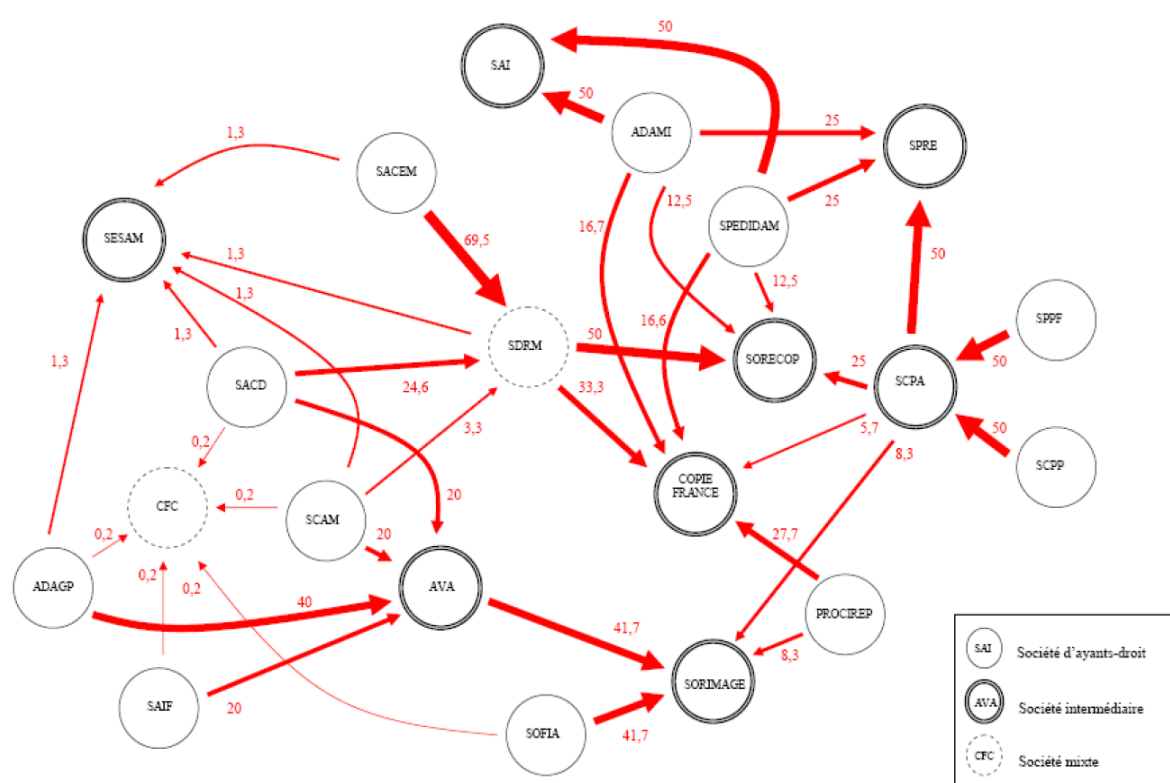 50
SAI
50
ADAMI
25
SPRE
1,3
SACEM
12,5
SPEDIDAM
25
16,7
SESAM
69,5
1,3
50
12,5
1,3
16,6
SPPF
1,3
SDRM
50
SORECOP
25
SCPA
50
1,3
SACD
24,6
33,3
5,7
50
SCPP
0,2
3,3
8,3
COPIE
FRANCE
20
CFC
0,2
SCAM
20
27,7
0,2
ADAGP
0,2
0,2
AVA
40
PROCIREP
41,7
8,3
SORIMAGE
SAIF
20
SOFIA
41,7
SAI
Société d'ayants-droit
AVA
Société intermédiaire
CFC
Société mixte